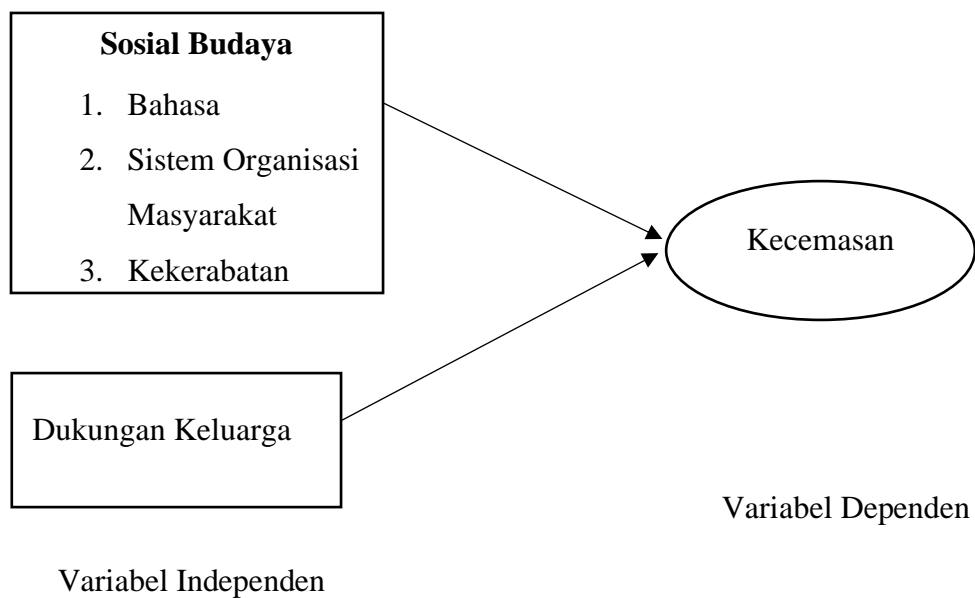 Sosial Budaya
1. Bahasa
2. Sistem Organisasi
Masyarakat
3. Kekerabatan
Kecemasan
Dukungan Keluarga
Variabel Dependen
Variabel Independen